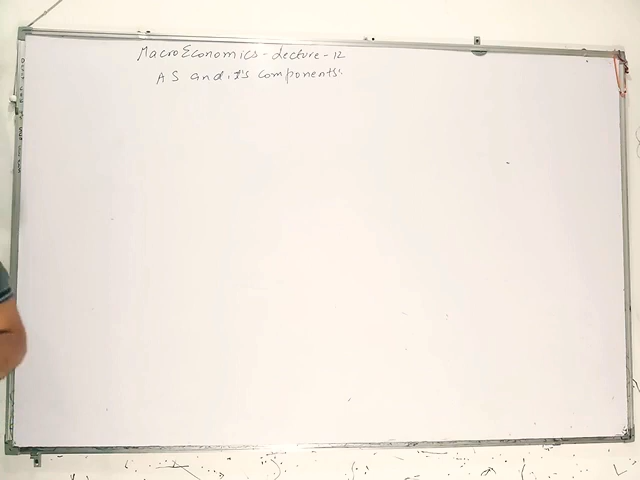 MacroEconomics - Lecture - 12
AS and it's components: